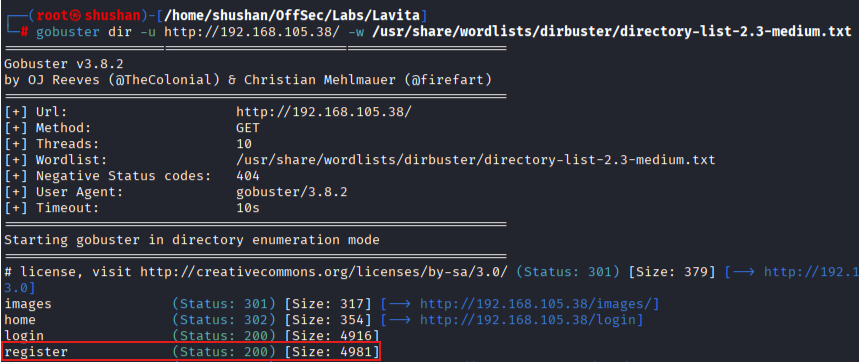 ┌──(root㉿shushan)-[/home/shushan/OffSec/Labs/Lavita]
└─# gobuster dir -u http://192.168.105.38/ -w /usr/share/wordlists/dirbuster/directory-list-2.3-medium.txt
===============================================================
Gobuster v3.8.2
by OJ Reeves (@TheColonial) & Christian Mehlmauer (@firefart)
===============================================================
[+] Url:                     http://192.168.105.38/
[+] Method:                  GET
[+] Threads:                 10
[+] Wordlist:                /usr/share/wordlists/dirbuster/directory-list-2.3-medium.txt
[+] Negative Status codes:   404
[+] User Agent:              gobuster/3.8.2
[+] Timeout:                 10s
===============================================================
Starting gobuster in directory enumeration mode
===============================================================
# license, visit http://creativecommons.org/licenses/by-sa/3.0/ (Status: 301) [Size: 379] [--> http://192.1
3.0]
images               (Status: 301) [Size: 317] [--> http://192.168.105.38/images/]
home                 (Status: 302) [Size: 354] [--> http://192.168.105.38/login]
login                (Status: 200) [Size: 4916]
register             (Status: 200) [Size: 4981]